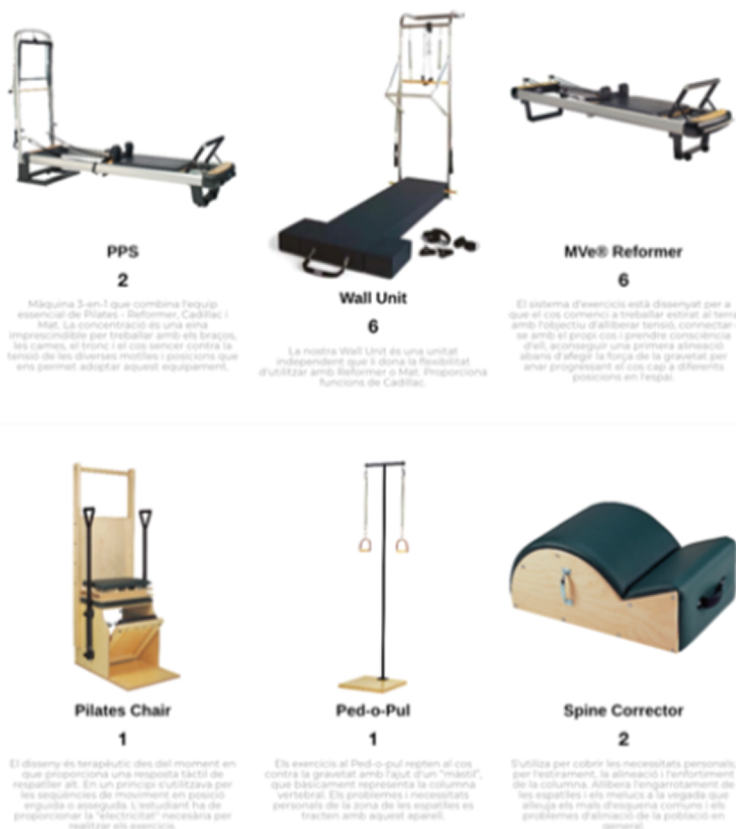 PPS
2
Màquina 3-en-1 que combina l'equip
essencial de Pilates - Reformer, Cadillac i
Mat. La concentració és una eina
imprescindible per treballar amb els braços,
les cames, el tronc i el cos sencer contra la
tensió de les diverses motlles i posicions que
ens permet adoptar aquest equipament.
Wall Unit
6
La nostra Wall Unit és una unitat
independent que li dona la flexibilitat
d'utilitzar amb Reformer o Mat. Proporciona
funcions de Cadillac.
MVe® Reformer
6
El sistema d'exercicis està dissenyat per a
que el cos comenci a treballar estirat al terra
amb l'objectiu d'alliberar tensió, connectar-
se amb el propi cos i prendre consciència
d'ell, aconseguir una primera alineació
abans d'afegir la força de la gravetat per
anar progressant el cos cap a diferents
posicions en l'espai.
Pilates Chair
1
El disseny és terapèutic des del moment en
que proporciona una resposta tàctil de
respatller alt. En un principi s'utilitzava per
les seqüències de moviment en posició
erguida o asseguda. L'estudiant ha de
proporcionar la "electricitat" necesària per
realitzar els exercicis.
Ped-o-Pul
1
Els exercicis al Ped-o-pul repten al cos
contra la gravetat amb l'ajut d'un "màstil",
que bàsicament representa la columna
vertebral. Els problemes i necessitats
personals de la zona de les espatlles es
tracten amb aquest aparell.
Spine Corrector
2
S'utiliza per cobrir les necessitats personals,
per l'estirament, la alineació i l'enfortiment
de la columna. Allibera l'engarrotament de
les espatlles i els malucs a la vegada que
alleuja els mals d'esquena comuns i els
problemes d'aliniació de la població en
general.